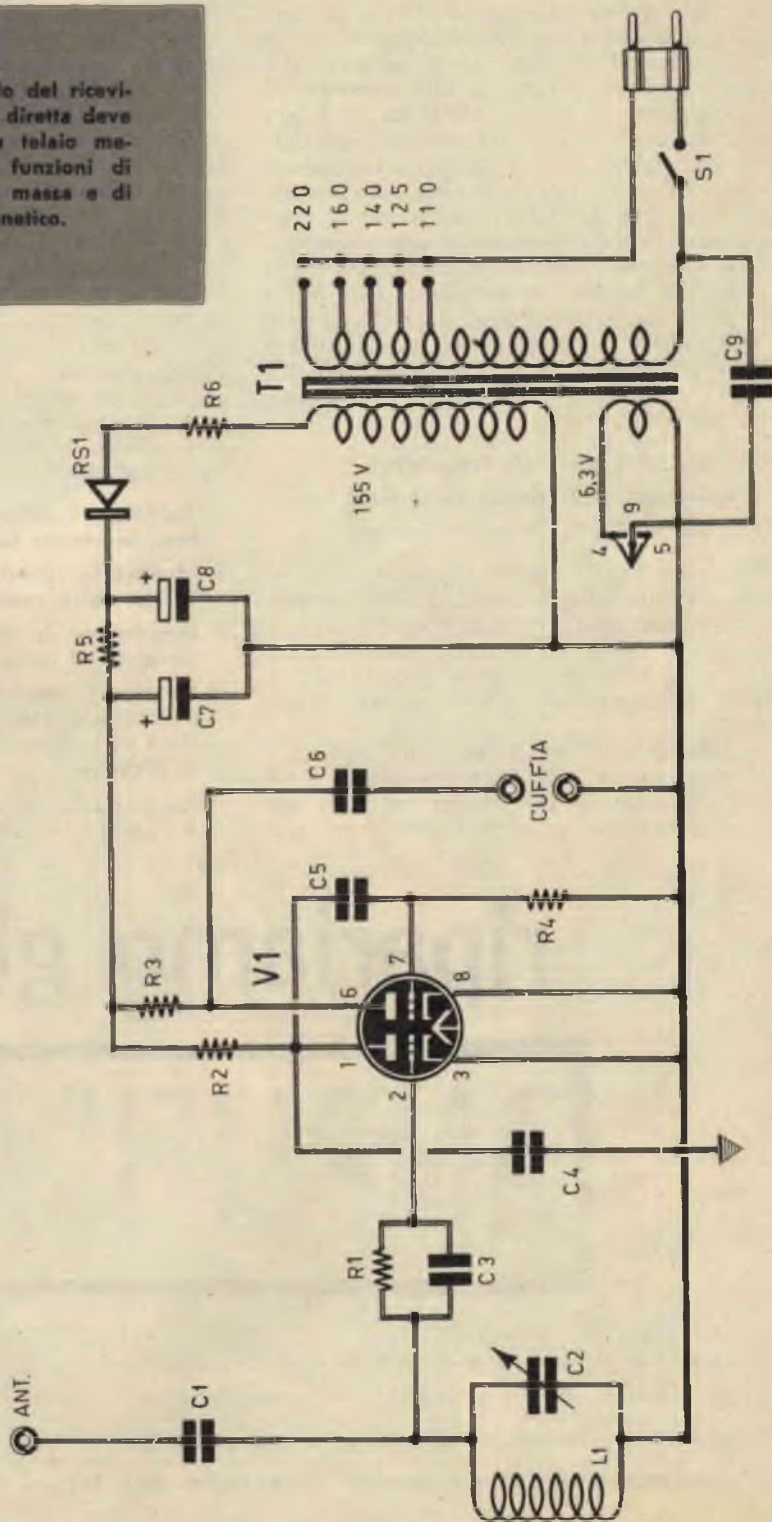 del ricevi-
diretta deve
telaio me-
funzioni di
massa e di
ANT.
C1
C2
L1
R1
C3
C4
V1
1
2
3
6
7
8
R2
R3
R4
C5
C6
CUFFIA
R5
+
C7
+
C8
RS1
R6
T1
155 V
6,3 V
4
9
5
220
160
140
125
110
C9
S1